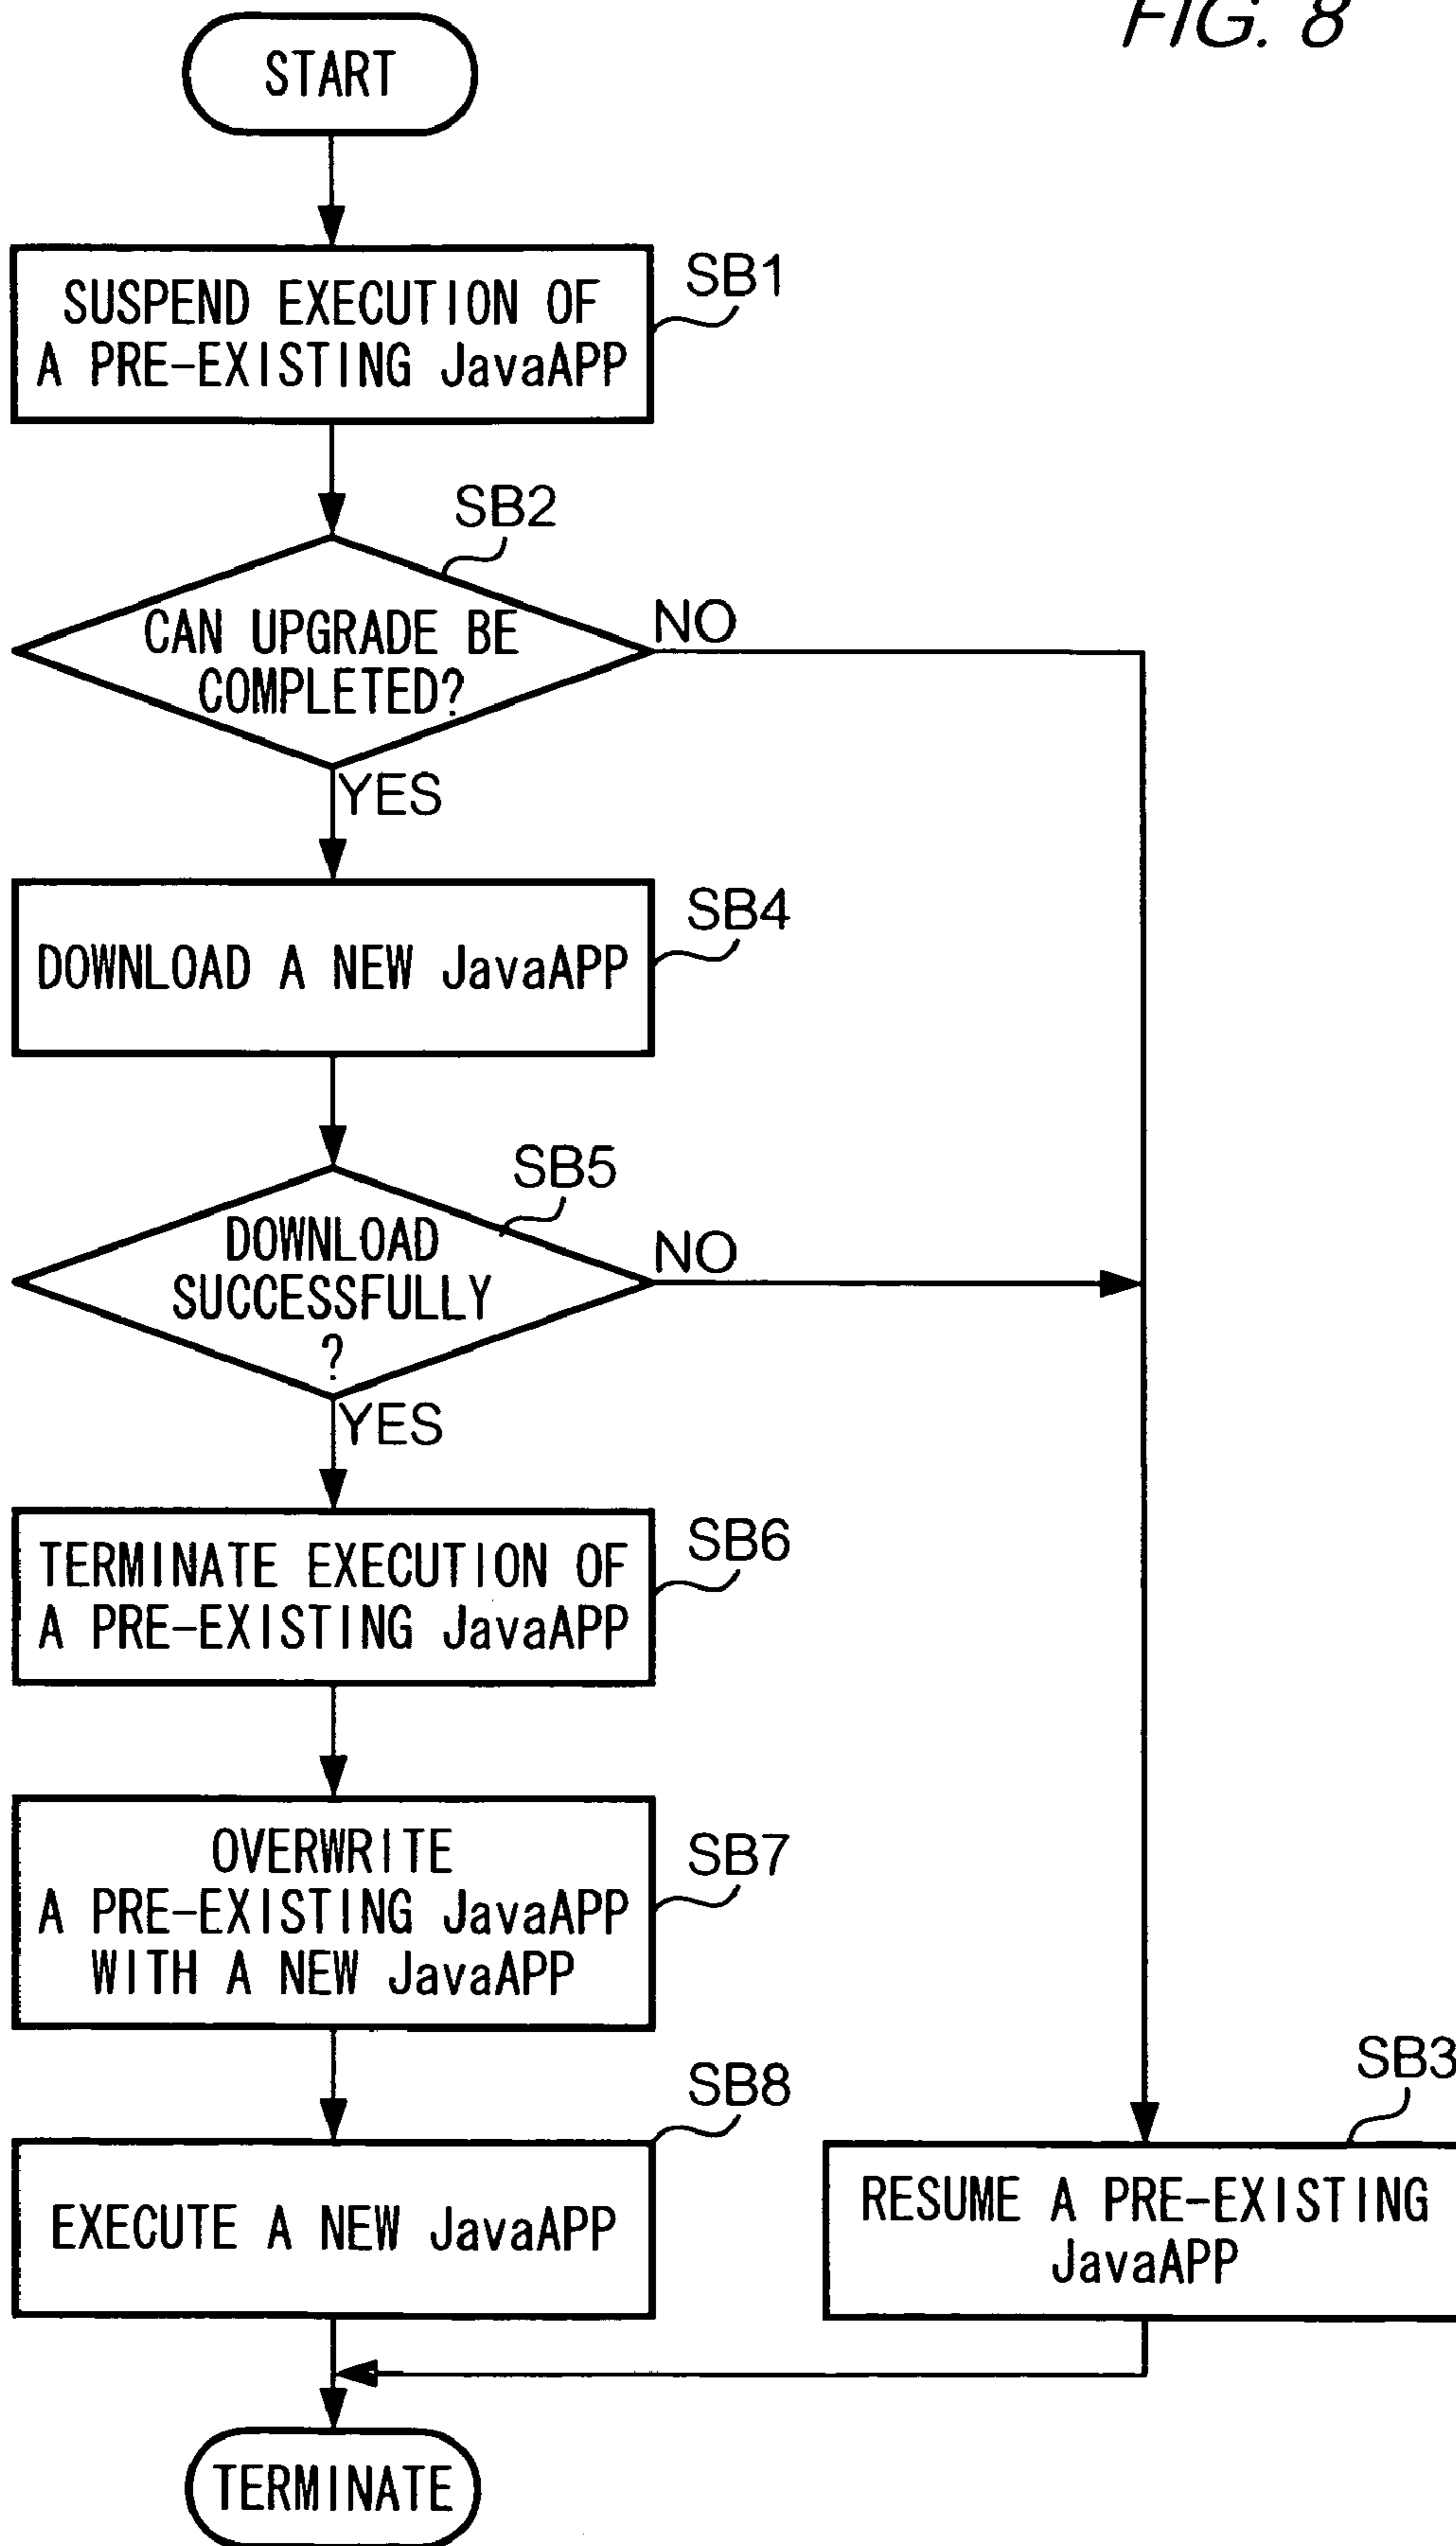 FIG. 8
START
SB1
SUSPEND EXECUTION OF
A PRE-EXISTING JavaAPP
SB2
CAN UPGRADE BE
COMPLETED?
NO
YES
SB4
DOWNLOAD A NEW JavaAPP
SB5
DOWNLOAD
SUCCESSFULLY
?
NO
YES
SB6
TERMINATE EXECUTION OF
A PRE-EXISTING JavaAPP
SB7
OVERWRITE
A PRE-EXISTING JavaAPP
WITH A NEW JavaAPP
SB8
EXECUTE A NEW JavaAPP
SB3
RESUME A PRE-EXISTING
JavaAPP
TERMINATE